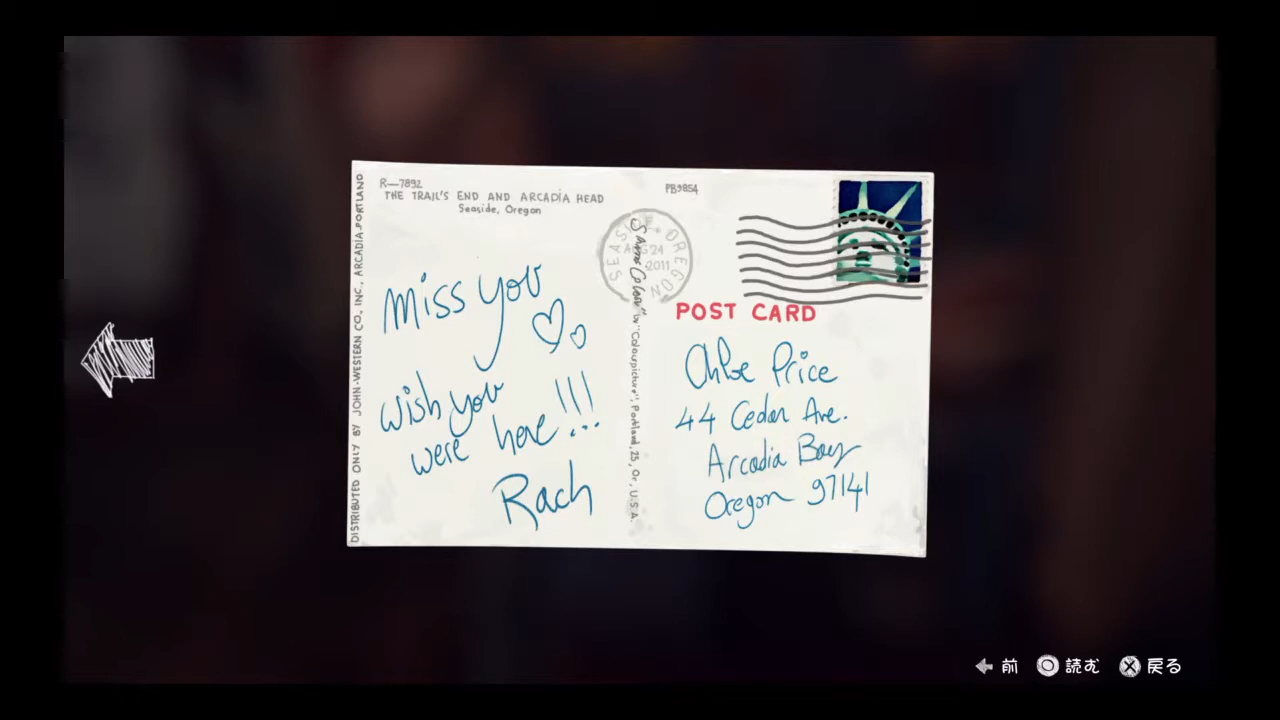 R—7892
THE TRAIL'S END AND ARCADIA HEAD
Seaside, Oregon
PB9854
DISTRIBUTED ONLY BY JOHN-WESTERN CO., INC., ARCADIA-PORTLAND
Miss you
wish you
were here!!!
Rach
SEASIDE OREGON
AUG 24
2011
by "Colourpicture", Portland, 25, Or., U.S.A.
POST CARD
Chloe Price
44 Cedar Ave.
Arcadia Bay
Oregon 97141
前 読む 戻る